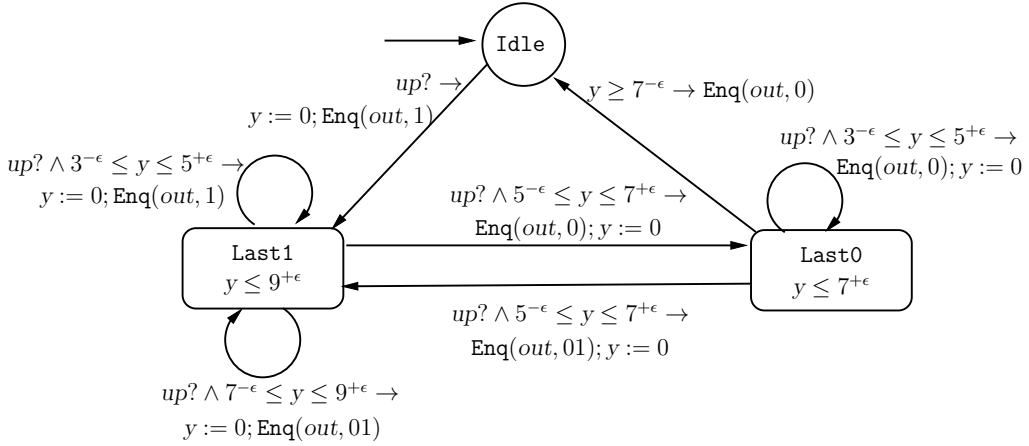 Idle
up? →
y := 0; Enq(out, 1)
y ≥ 7⁻ᵋ → Enq(out, 0)
up? ∧ 3⁻ᵋ ≤ y ≤ 5⁺ᵋ →
y := 0; Enq(out, 1)
up? ∧ 3⁻ᵋ ≤ y ≤ 5⁺ᵋ →
Enq(out, 0); y := 0
up? ∧ 5⁻ᵋ ≤ y ≤ 7⁺ᵋ →
Enq(out, 0); y := 0
Last1
y ≤ 9⁺ᵋ
Last0
y ≤ 7⁺ᵋ
up? ∧ 5⁻ᵋ ≤ y ≤ 7⁺ᵋ →
Enq(out, 01); y := 0
up? ∧ 7⁻ᵋ ≤ y ≤ 9⁺ᵋ →
y := 0; Enq(out, 01)